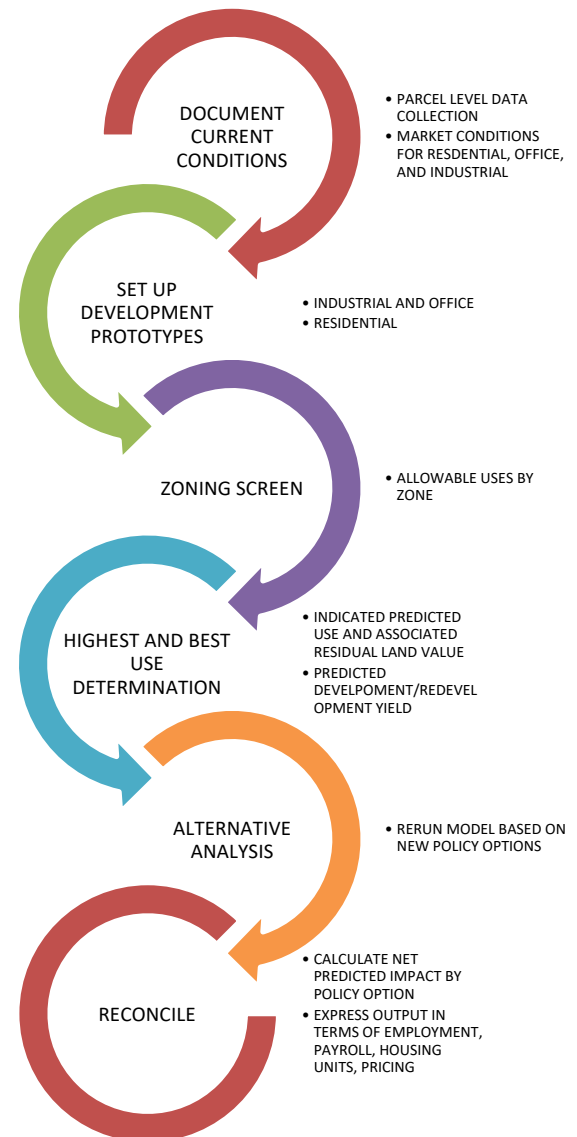 DOCUMENT
CURRENT
CONDITIONS
• PARCEL LEVEL DATA
COLLECTION
• MARKET CONDITIONS
FOR RESDENTIAL, OFFICE,
AND INDUSTRIAL
SET UP
DEVELOPMENT
PROTOTYPES
• INDUSTRIAL AND OFFICE
• RESIDENTIAL
ZONING SCREEN
• ALLOWABLE USES BY
ZONE
HIGHEST AND BEST
USE
DETERMINATION
• INDICATED PREDICTED
USE AND ASSOCIATED
RESIDUAL LAND VALUE
• PREDICTED
DEVELPOMENT/REDEVEL
OPMENT YIELD
ALTERNATIVE
ANALYSIS
• RERUN MODEL BASED ON
NEW POLICY OPTIONS
RECONCILE
• CALCULATE NET
PREDICTED IMPACT BY
POLICY OPTION
• EXPRESS OUTPUT IN
TERMS OF EMPLOYMENT,
PAYROLL, HOUSING
UNITS, PRICING